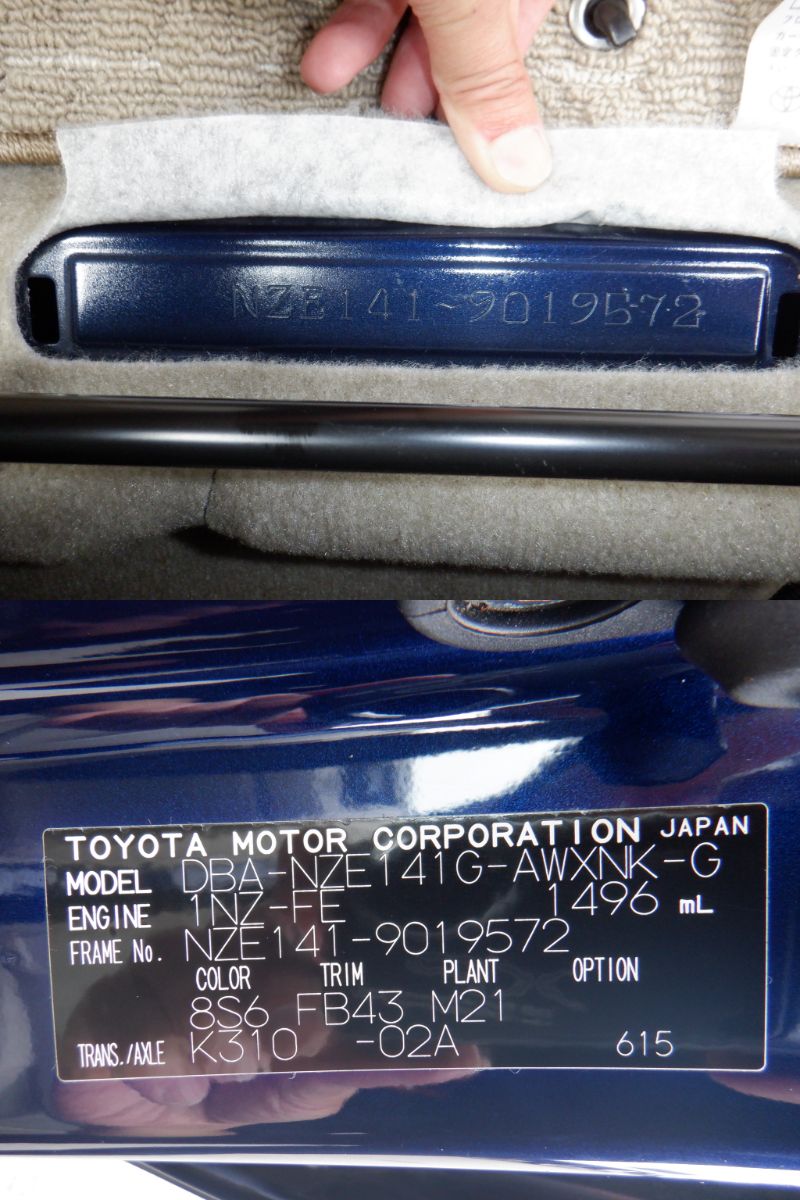 NZE141-9019572
TOYOTA MOTOR CORPORATION JAPAN
MODEL DBA-NZE141G-AWXNK-G
ENGINE 1NZ-FE 1496 mL
FRAME No. NZE141-9019572
COLOR TRIM PLANT OPTION
8S6 FB43 M21
TRANS./AXLE K310 -02A 615